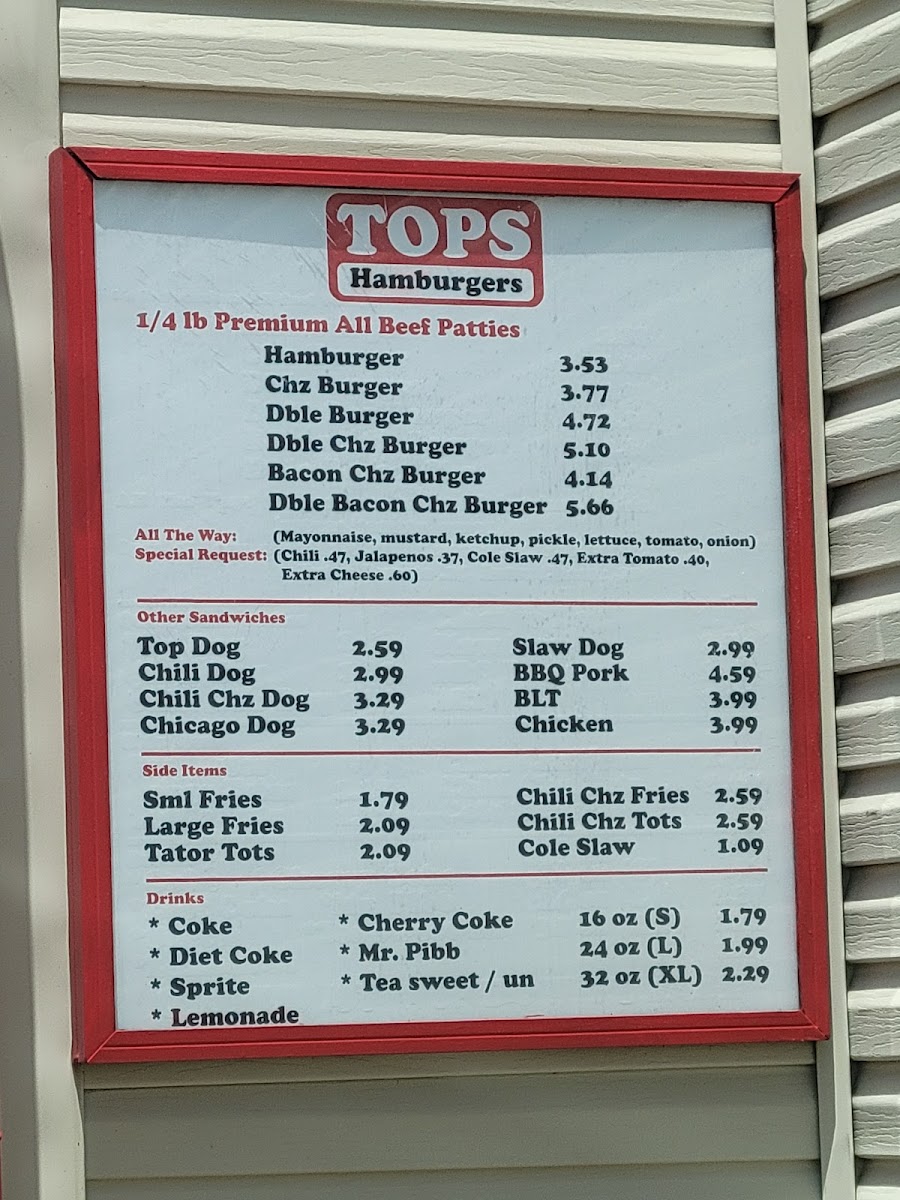 TOPS
Hamburgers
1/4 lb Premium All Beef Patties
Hamburger 3.53
Chz Burger 3.77
Dble Burger 4.72
Dble Chz Burger 5.10
Bacon Chz Burger 4.14
Dble Bacon Chz Burger 5.66
All The Way: (Mayonnaise, mustard, ketchup, pickle, lettuce, tomato, onion)
Special Request: (Chili .47, Jalapenos .37, Cole Slaw .47, Extra Tomato .40,
Extra Cheese .60)
Other Sandwiches
Top Dog 2.59 Slaw Dog 2.99
Chili Dog 2.99 BBQ Pork 4.59
Chili Chz Dog 3.29 BLT 3.99
Chicago Dog 3.29 Chicken 3.99
Side Items
Sml Fries 1.79 Chili Chz Fries 2.59
Large Fries 2.09 Chili Chz Tots 2.59
Tator Tots 2.09 Cole Slaw 1.09
Drinks
* Coke * Cherry Coke 16 oz (S) 1.79
* Diet Coke * Mr. Pibb 24 oz (L) 1.99
* Sprite * Tea sweet / un 32 oz (XL) 2.29
* Lemonade